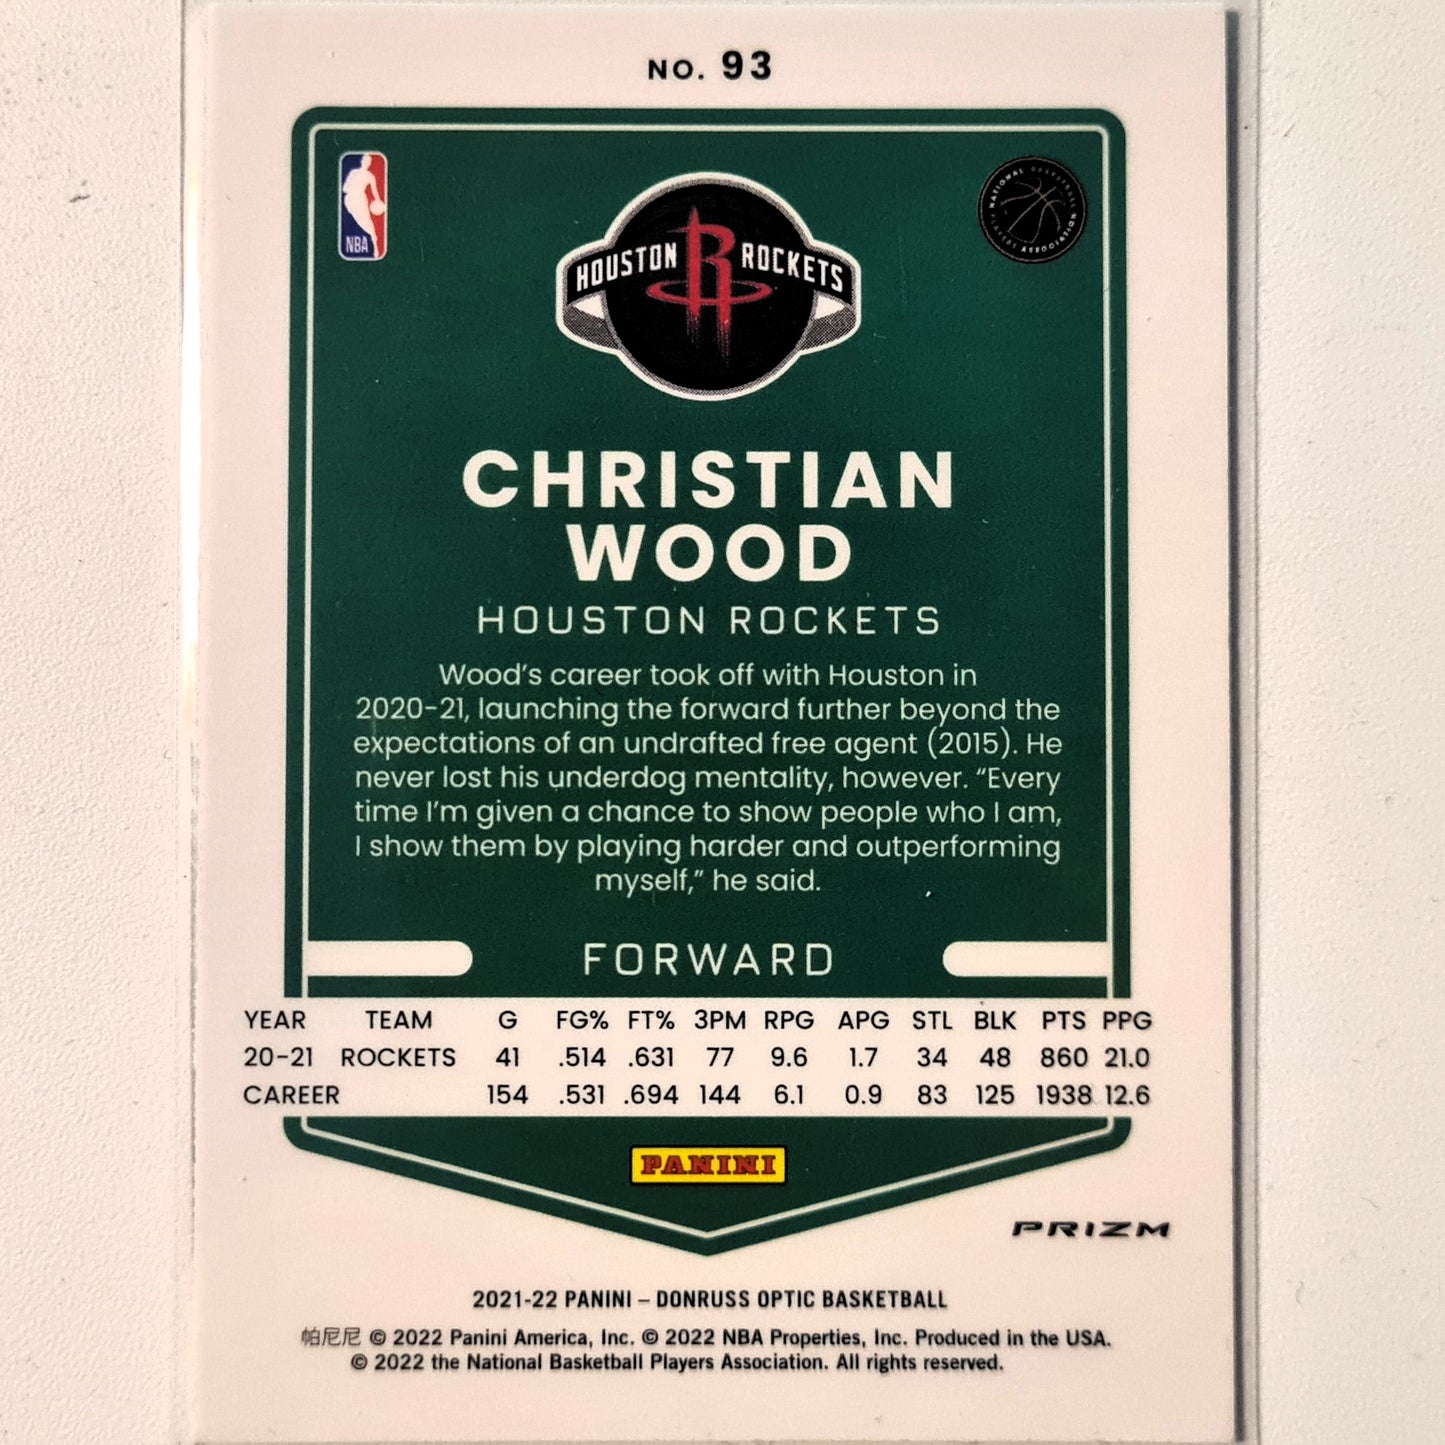 NO. 93
NBA
NATIONAL BASKETBALL
PLAYERS ASSOCIATION
HOUSTON R ROCKETS
CHRISTIAN
WOOD
HOUSTON ROCKETS
Wood's career took off with Houston in
2020-21, launching the forward further beyond the
expectations of an undrafted free agent (2015). He
never lost his underdog mentality, however. “Every
time I'm given a chance to show people who I am,
I show them by playing harder and outperforming
myself,” he said.
FORWARD
YEAR TEAM G FG% FT% 3PM RPG APG STL BLK PTS PPG
20-21 ROCKETS 41 .514 .631 77 9.6 1.7 34 48 860 21.0
CAREER 154 .531 .694 144 6.1 0.9 83 125 1938 12.6
PANINI
PRIZM
2021-22 PANINI – DONRUSS OPTIC BASKETBALL
帕尼尼 © 2022 Panini America, Inc. © 2022 NBA Properties, Inc. Produced in the USA.
© 2022 the National Basketball Players Association. All rights reserved.